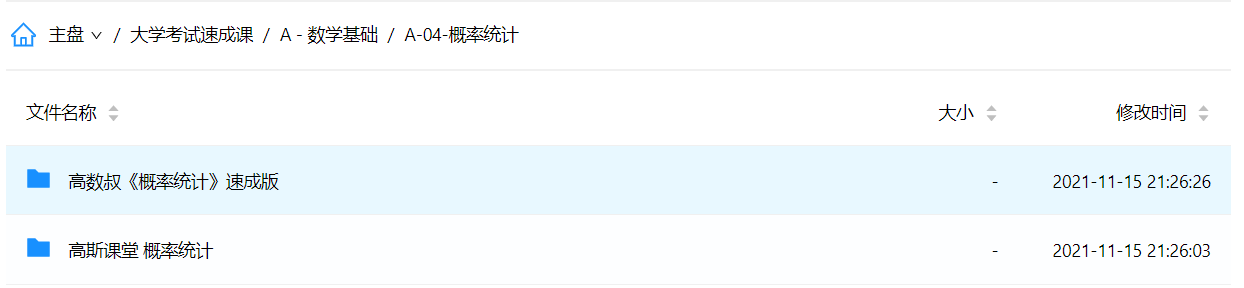 主盘 / 大学考试速成课 / A - 数学基础 / A-04-概率统计
文件名称 大小 修改时间
高数叔《概率统计》速成版 - 2021-11-15 21:26:26
高斯课堂 概率统计 - 2021-11-15 21:26:03